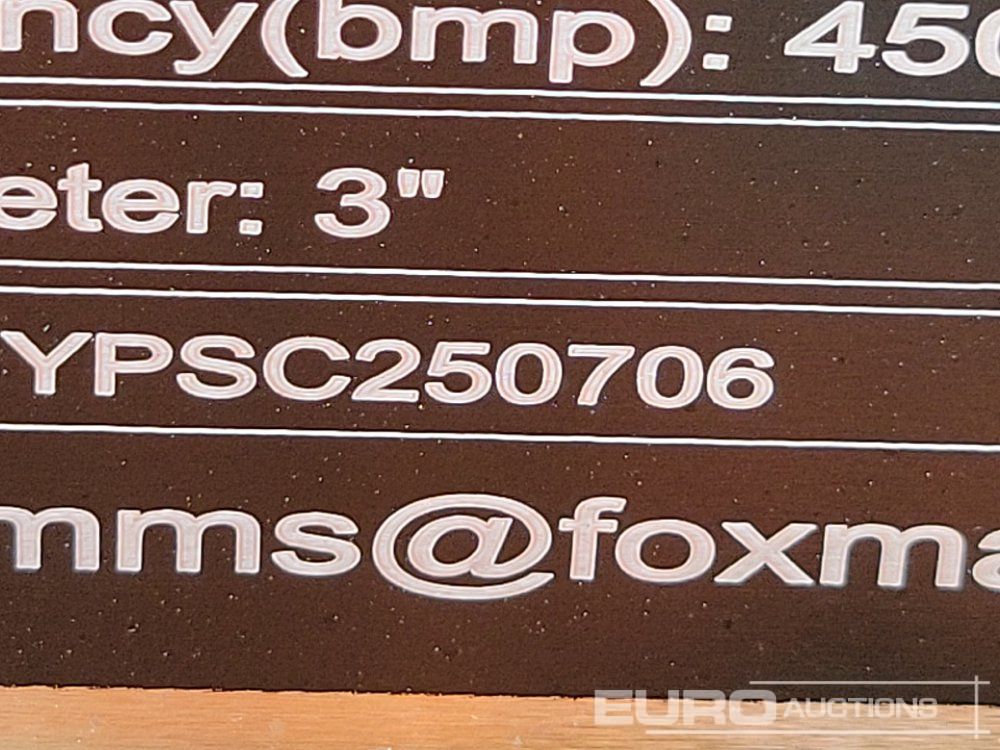 ncy(bmp): 450
eter: 3"
YPSC250706
mms@foxma
EURO AUCTIONS